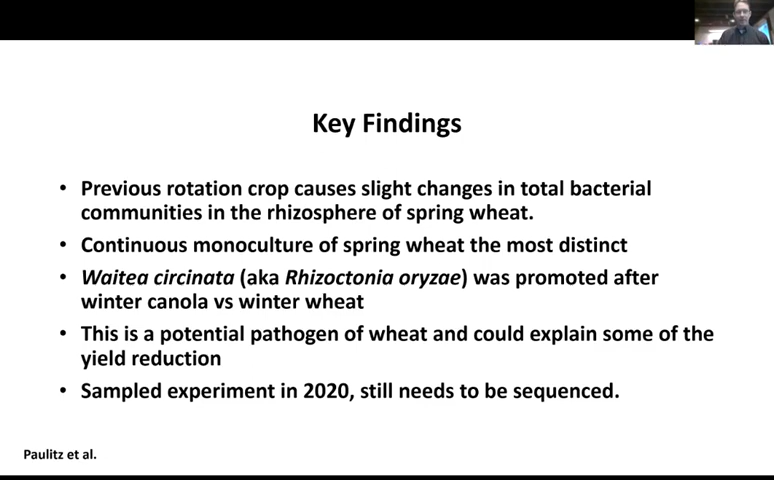 Key Findings
• Previous rotation crop causes slight changes in total bacterial
communities in the rhizosphere of spring wheat.
• Continuous monoculture of spring wheat the most distinct
• Waitea circinata (aka Rhizoctonia oryzae) was promoted after
winter canola vs winter wheat
• This is a potential pathogen of wheat and could explain some of the
yield reduction
• Sampled experiment in 2020, still needs to be sequenced.
Paulitz et al.